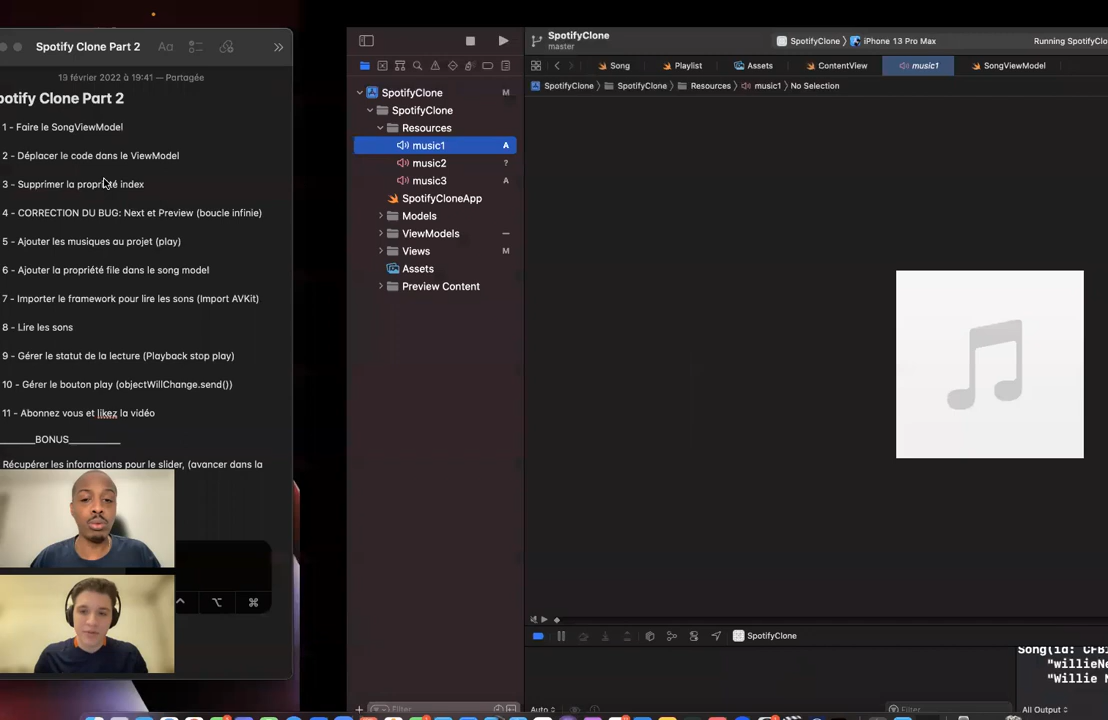 Spotify Clone Part 2
Aa
»
13 février 2022 à 19:41 — Partagée
potify Clone Part 2
1 - Faire le SongViewModel
2 - Déplacer le code dans le ViewModel
3 - Supprimer la propriété index
4 - CORRECTION DU BUG: Next et Preview (boucle infinie)
5 - Ajouter les musiques au projet (play)
6 - Ajouter la propriété file dans le song model
7 - Importer le framework pour lire les sons (Import AVKit)
8 - Lire les sons
9 - Gérer le statut de la lecture (Playback stop play)
10 - Gérer le bouton play (objectWillChange.send())
11 - Abonnez vous et likez la vidéo
_______BONUS__________
Récupérer les informations pour le slider, (avancer dans la
⌥ ⌘
SpotifyClone M
SpotifyClone
Resources
music1 A
music2 ?
music3 A
SpotifyCloneApp
Models
ViewModels –
Views M
Assets
Preview Content
Filter
SpotifyClone
master
SpotifyClone 〉 iPhone 13 Pro Max
Running SpotifyClo
Song
Playlist
Assets
ContentView
music1
SongViewModel
SpotifyClone 〉 SpotifyClone 〉 Resources 〉 music1 〉 No Selection
SpotifyClone
Song(id: CFB
"willieNe
"Willie N
Auto
Filter
All Output